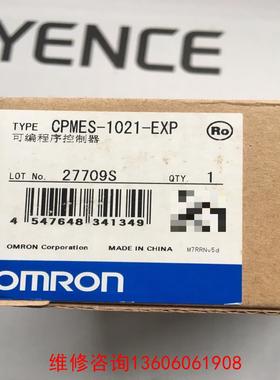 YENCE
TYPE CPMES-1021-EXP
Ro
可编程序控制器
LOT No. 27709S QTY. 1
4 547648 341349
OMRON Corporation MADE IN CHINA
OMRON
维修咨询13606061908